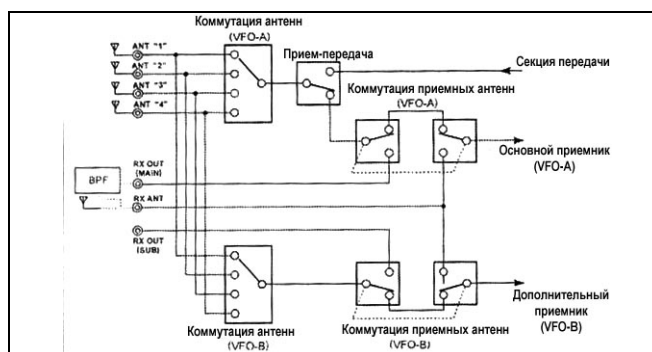 Коммутация антенн
(VFO-A)
ANT "1"
ANT "2"
ANT "3"
ANT "4"
Прием-передача
Секция передачи
Коммутация приемных антенн
(VFO-A)
Основной приемник
(VFO-A)
RX OUT
(MAIN)
BPF
RX ANT
RX OUT
(SUB)
Дополнительный
приемник
(VFO-B)
Коммутация антенн
(VFO-B)
Коммутация приемных антенн
(VFO-B)